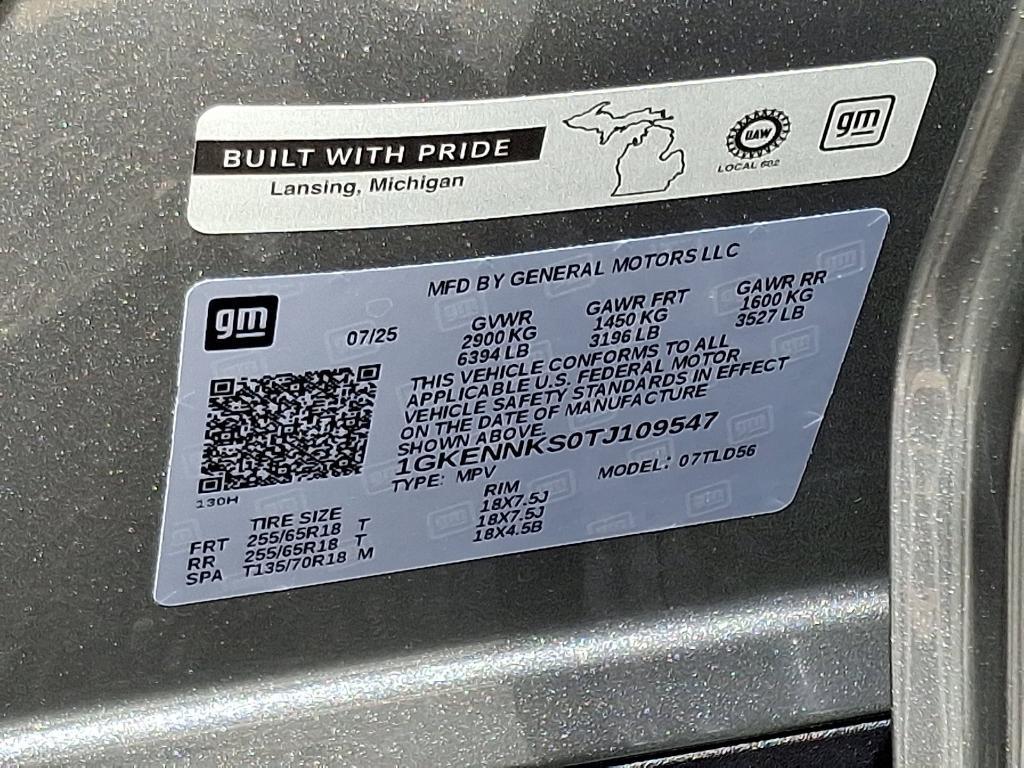 BUILT WITH PRIDE
Lansing, Michigan
UAW
LOCAL 602
gm
gm
MFD BY GENERAL MOTORS LLC
07/25
GVWR
2900 KG
6394 LB
GAWR FRT
1450 KG
3196 LB
GAWR RR
1600 KG
3527 LB
THIS VEHICLE CONFORMS TO ALL
APPLICABLE U.S. FEDERAL MOTOR
VEHICLE SAFETY STANDARDS IN EFFECT
ON THE DATE OF MANUFACTURE
SHOWN ABOVE.
1GKENNKS0TJ109547
TYPE: MPV MODEL: 07TLD56
130H
TIRE SIZE RIM
FRT 255/65R18 T 18X7.5J
RR 255/65R18 T 18X7.5J
SPA T135/70R18 M 18X4.5B